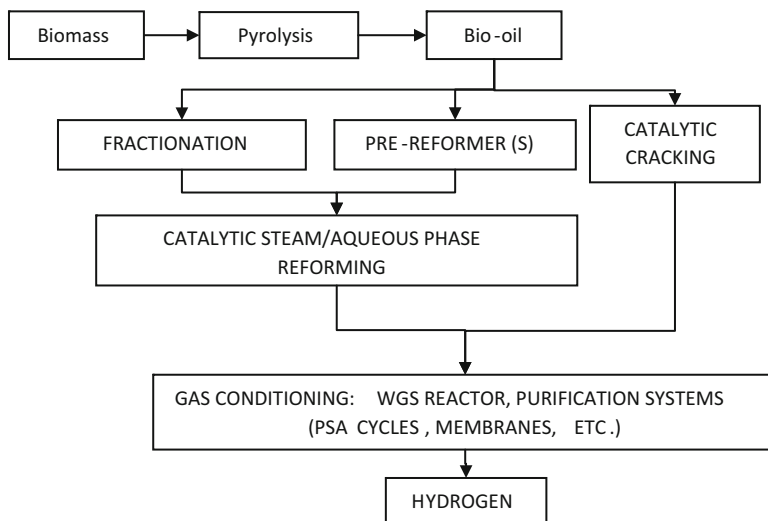 Biomass
Pyrolysis
Bio-oil
FRACTIONATION
PRE-REFORMER (S)
CATALYTIC
CRACKING
CATALYTIC STEAM/AQUEOUS PHASE
REFORMING
GAS CONDITIONING: WGS REACTOR, PURIFICATION SYSTEMS
(PSA CYCLES , MEMBRANES, ETC.)
HYDROGEN